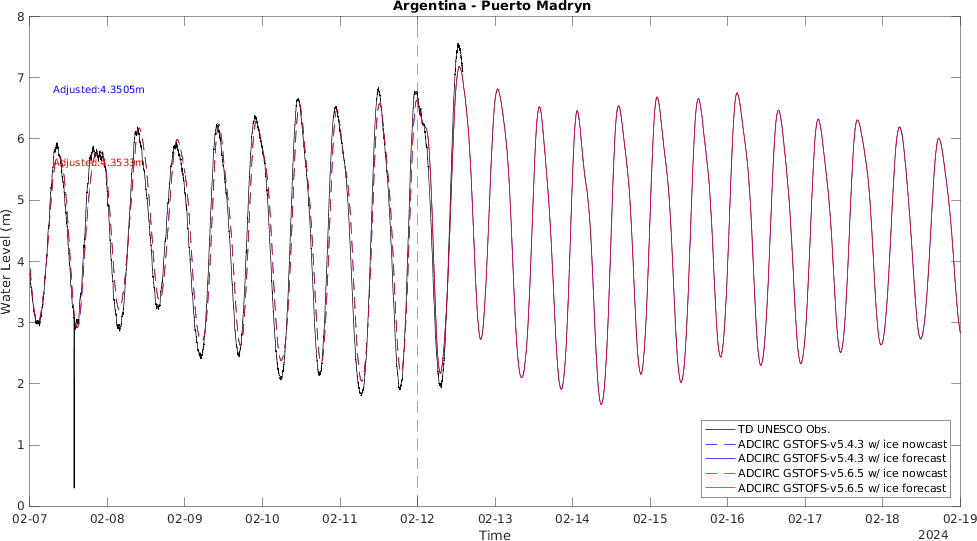 Argentina - Puerto Madryn
8
7
6
5
4
3
2
1
0
Water Level (m)
Adjusted:4.3505m
Adjusted:4.3533m
TD UNESCO Obs.
ADCIRC GSTOFS-v5.4.3 w/ ice nowcast
ADCIRC GSTOFS-v5.4.3 w/ ice forecast
ADCIRC GSTOFS-v5.6.5 w/ ice nowcast
ADCIRC GSTOFS-v5.6.5 w/ ice forecast
02-07 02-08 02-09 02-10 02-11 02-12 02-13 02-14 02-15 02-16 02-17 02-18 02-19
Time
2024